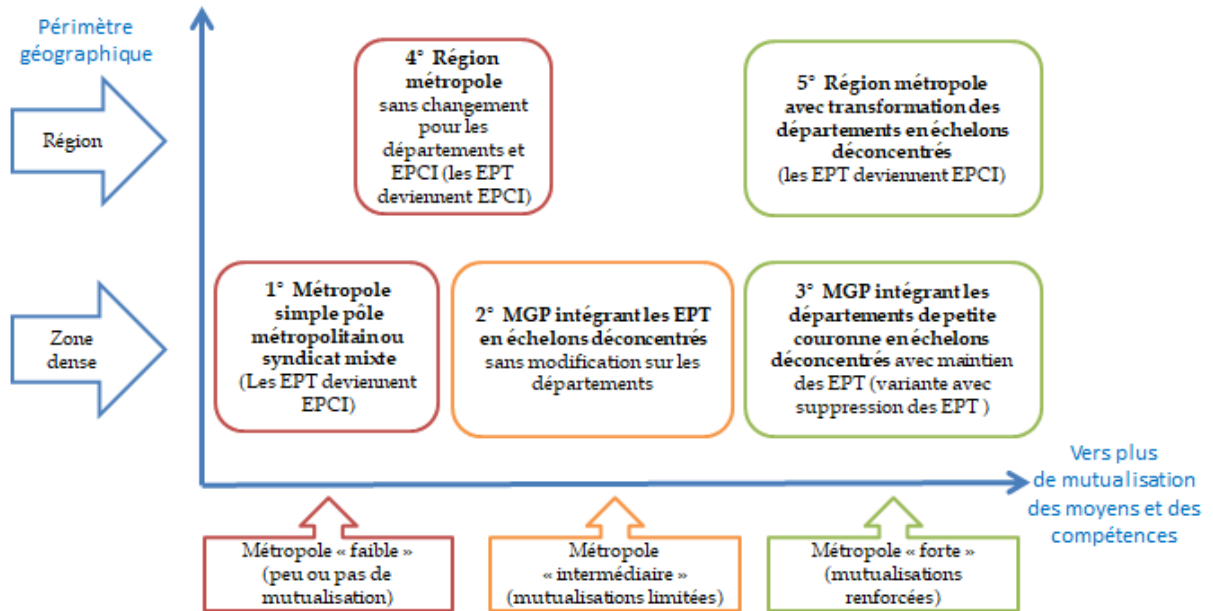 Périmètre
géographique
Région
Zone
dense
4° Région
métropole
sans changement
pour les
départements et
EPCI (les EPT
deviennent EPCI)
5° Région métropole
avec transformation des
départements en échelons
déconcentrés
(les EPT deviennent EPCI)
1° Métropole
simple pôle
métropolitain ou
syndicat mixte
(Les EPT deviennent
EPCI)
2° MGP intégrant les EPT
en échelons déconcentrés
sans modification sur les
départements
3° MGP intégrant les
départements de petite
couronne en échelons
déconcentrés avec maintien
des EPT (variante avec
suppression des EPT )
Vers plus
de mutualisation
des moyens et des
compétences
Métropole « faible »
(peu ou pas de
mutualisation)
Métropole
« intermédiaire »
(mutualisations limitées)
Métropole « forte »
(mutualisations
renforcées)